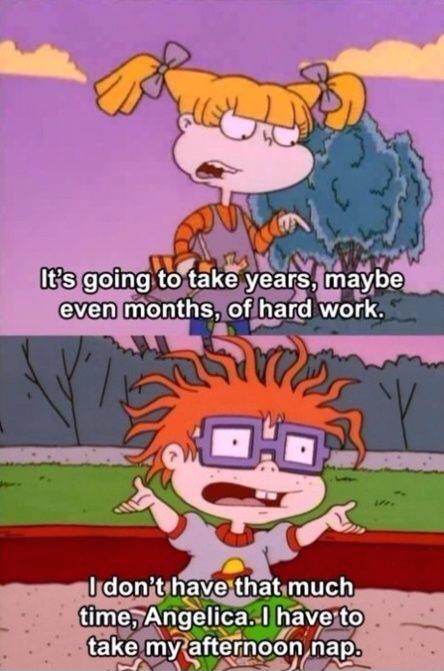 It's going to take years, maybe
even months, of hard work.
I don't have that much
time, Angelica. I have to
take my afternoon nap.